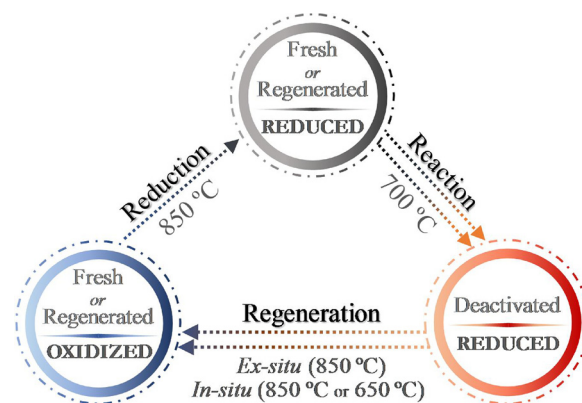 Fresh
or
Regenerated
REDUCED
Reduction
850 ºC
Reaction
700 ºC
Fresh
or
Regenerated
OXIDIZED
Regeneration
Ex-situ (850 ºC)
In-situ (850 ºC or 650 ºC)
Deactivated
REDUCED